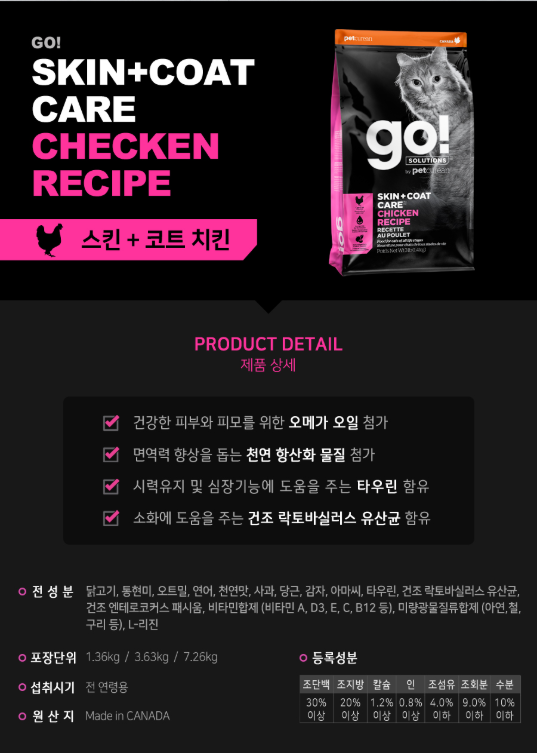 GO!
SKIN+COAT
CARE
CHECKEN
RECIPE
스킨 + 코트 치킨
petcurean
CANADA
go!
SOLUTIONS
by petcurean
SKIN+COAT
CARE
CHICKEN
RECIPE
RECETTE
AU POULET
PRODUCT DETAIL
제품 상세
건강한 피부와 피모를 위한 오메가 오일 첨가
면역력 향상을 돕는 천연 항산화 물질 첨가
시력유지 및 심장기능에 도움을 주는 타우린 함유
소화에 도움을 주는 건조 락토바실러스 유산균 함유
전 성 분 닭고기, 통현미, 오트밀, 연어, 천연맛, 사과, 당근, 감자, 아마씨, 타우린, 건조 락토바실러스 유산균,
건조 엔테로코커스 패시움, 비타민합제 (비타민 A, D3, E, C, B12 등), 미량광물질류합제 (아연,철,
구리 등), L-리진
포장단위 1.36kg / 3.63kg / 7.26kg
섭취시기 전 연령용
원 산 지 Made in CANADA
등록성분
조단백 조지방 칼슘 인 조섬유 조회분 수분
30% 20% 1.2% 0.8% 4.0% 9.0% 10%
이상 이상 이상 이상 이하 이하 이하